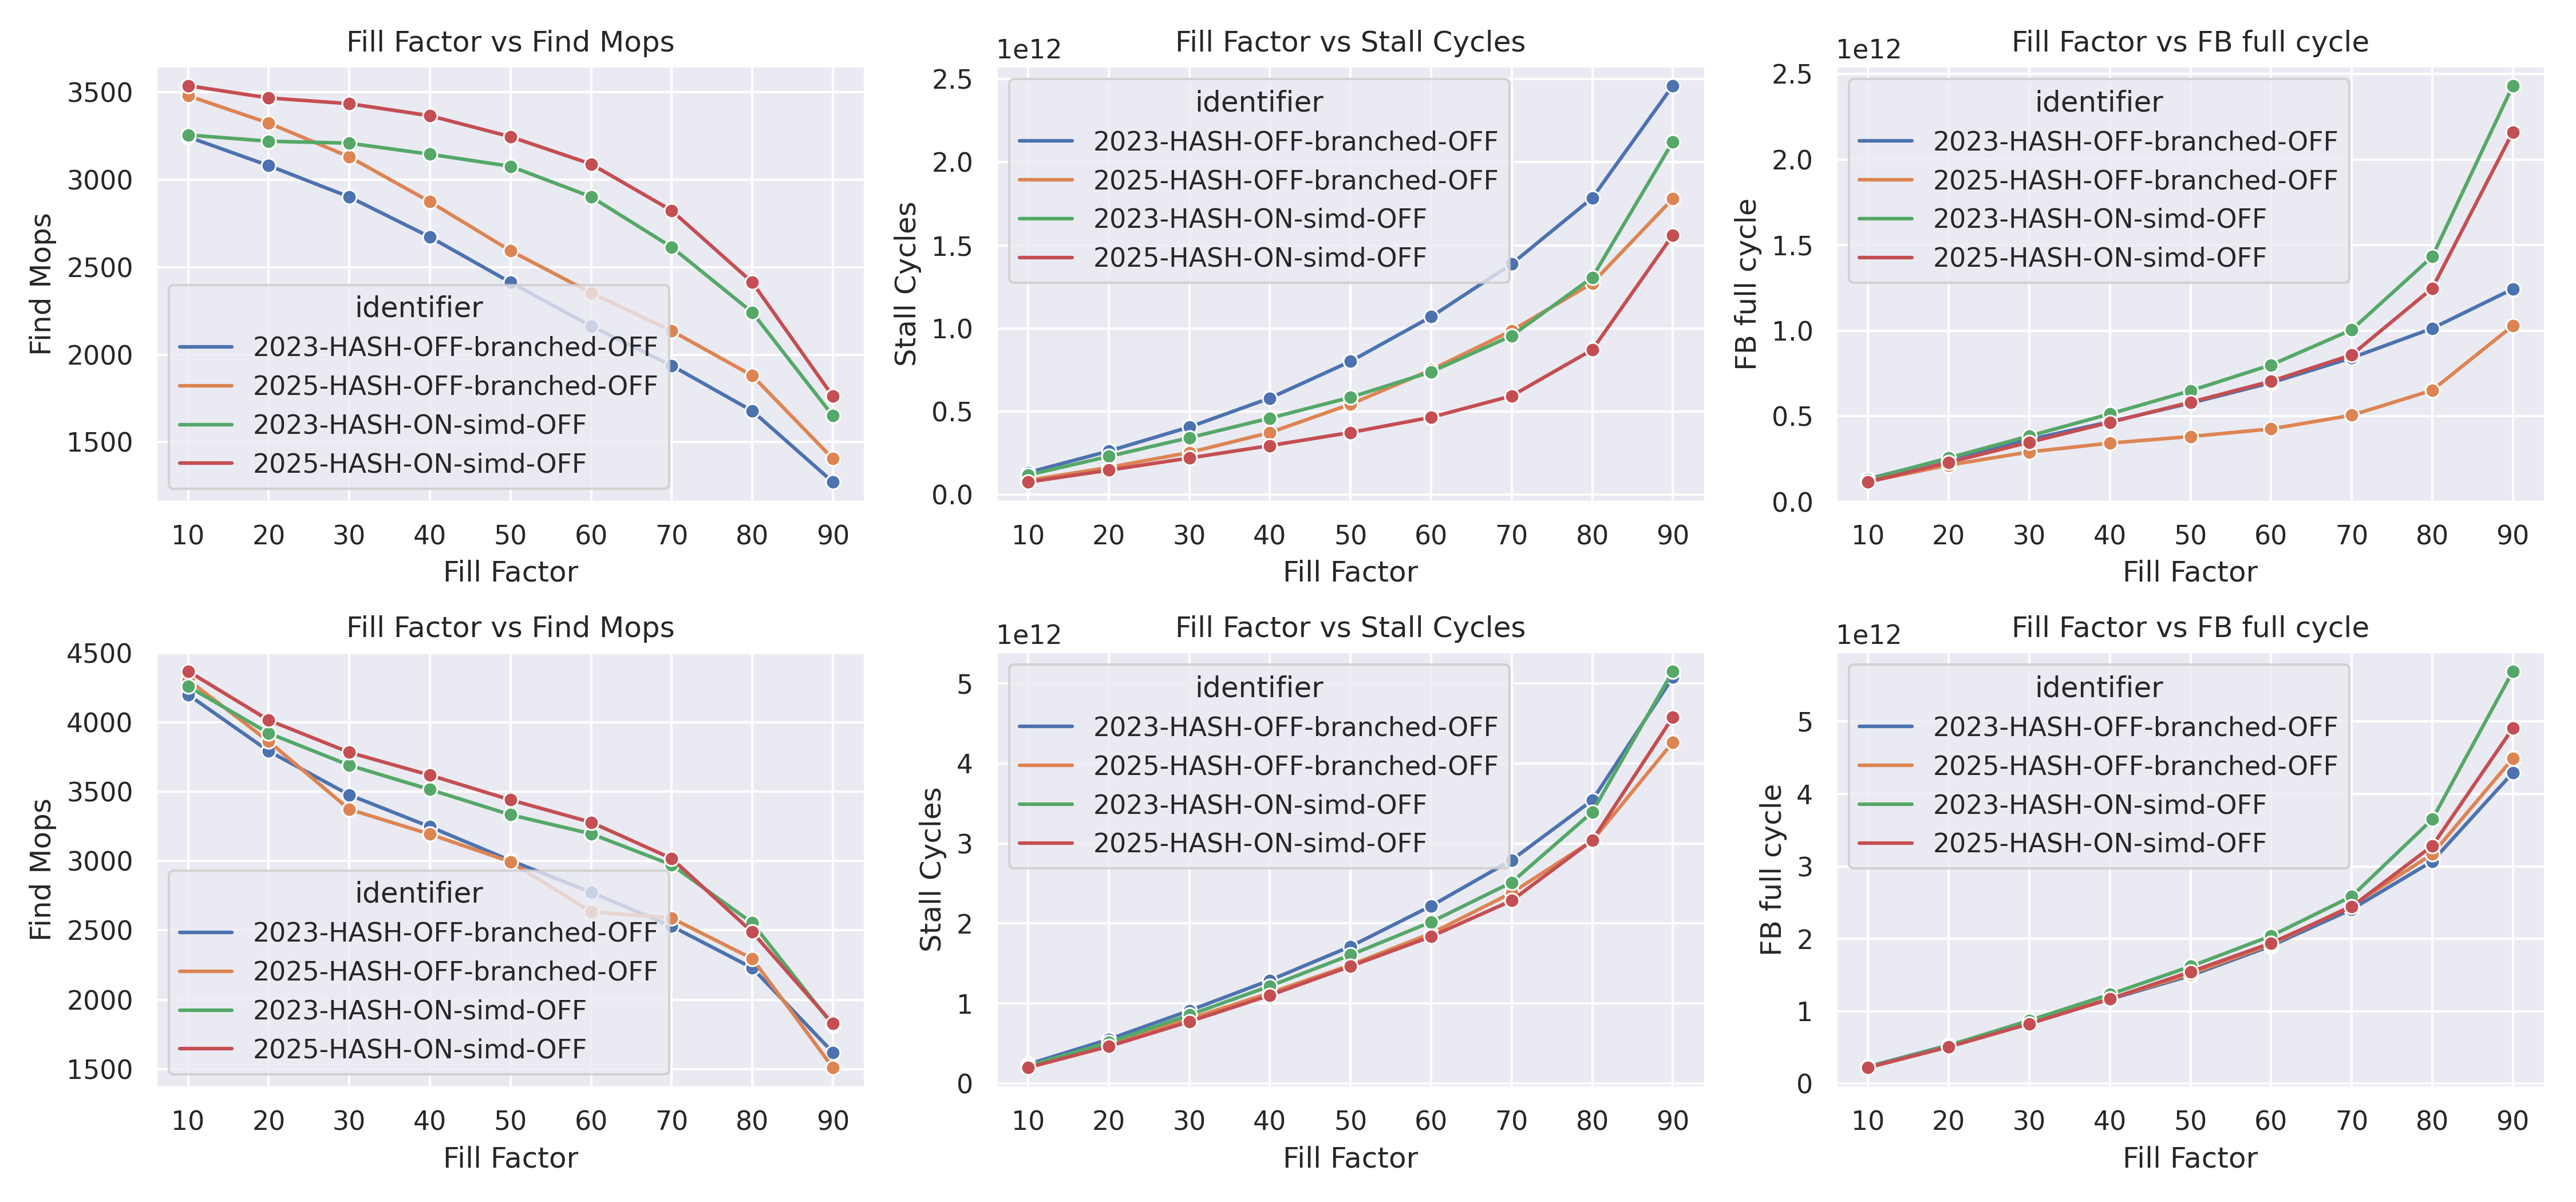 Fill Factor vs Find Mops
3500
3000
2500
2000
1500
Find Mops
identifier
2023-HASH-OFF-branched-OFF
2025-HASH-OFF-branched-OFF
2023-HASH-ON-simd-OFF
2025-HASH-ON-simd-OFF
10 20 30 40 50 60 70 80 90
Fill Factor
Fill Factor vs Stall Cycles
1e12
2.5
2.0
1.5
1.0
0.5
0.0
Stall Cycles
identifier
2023-HASH-OFF-branched-OFF
2025-HASH-OFF-branched-OFF
2023-HASH-ON-simd-OFF
2025-HASH-ON-simd-OFF
10 20 30 40 50 60 70 80 90
Fill Factor
Fill Factor vs FB full cycle
1e12
2.5
2.0
1.5
1.0
0.5
0.0
FB full cycle
identifier
2023-HASH-OFF-branched-OFF
2025-HASH-OFF-branched-OFF
2023-HASH-ON-simd-OFF
2025-HASH-ON-simd-OFF
10 20 30 40 50 60 70 80 90
Fill Factor
Fill Factor vs Find Mops
4500
4000
3500
3000
2500
2000
1500
Find Mops
identifier
2023-HASH-OFF-branched-OFF
2025-HASH-OFF-branched-OFF
2023-HASH-ON-simd-OFF
2025-HASH-ON-simd-OFF
10 20 30 40 50 60 70 80 90
Fill Factor
Fill Factor vs Stall Cycles
1e12
5
4
3
2
1
0
Stall Cycles
identifier
2023-HASH-OFF-branched-OFF
2025-HASH-OFF-branched-OFF
2023-HASH-ON-simd-OFF
2025-HASH-ON-simd-OFF
10 20 30 40 50 60 70 80 90
Fill Factor
Fill Factor vs FB full cycle
1e12
5
4
3
2
1
0
FB full cycle
identifier
2023-HASH-OFF-branched-OFF
2025-HASH-OFF-branched-OFF
2023-HASH-ON-simd-OFF
2025-HASH-ON-simd-OFF
10 20 30 40 50 60 70 80 90
Fill Factor